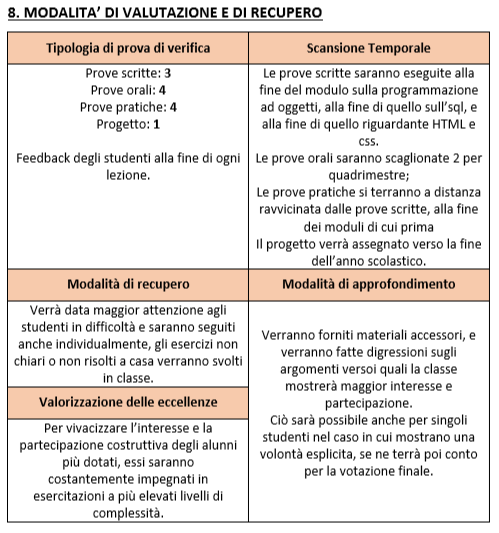 8. MODALITA’ DI VALUTAZIONE E DI RECUPERO
Tipologia di prova di verifica
Prove scritte: 3
Prove orali: 4
Prove pratiche: 4
Progetto: 1
Feedback degli studenti alla fine di ogni
lezione.
Scansione Temporale
Le prove scritte saranno eseguite alla
fine del modulo sulla programmazione
ad oggetti, alla fine di quello sull’sql, e
alla fine di quello riguardante HTML e
css.
Le prove orali saranno scaglionate 2 per
quadrimestre;
Le prove pratiche si terranno a distanza
ravvicinata dalle prove scritte, alla fine
dei moduli di cui prima
Il progetto verrà assegnato verso la fine
dell’anno scolastico.
Modalità di recupero
Verrà data maggior attenzione agli
studenti in difficoltà e saranno seguiti
anche individualmente, gli esercizi non
chiari o non risolti a casa verranno svolti
in classe.
Valorizzazione delle eccellenze
Per vivacizzare l’interesse e la
partecipazione costruttiva degli alunni
più dotati, essi saranno
costantemente impegnati in
esercitazioni a più elevati livelli di
complessità.
Modalità di approfondimento
Verranno forniti materiali accessori, e
verranno fatte digressioni sugli
argomenti versoi quali la classe
mostrerà maggior interesse e
partecipazione.
Ciò sarà possibile anche per singoli
studenti nel caso in cui mostrano una
volontà esplicita, se ne terrà poi conto
per la votazione finale.